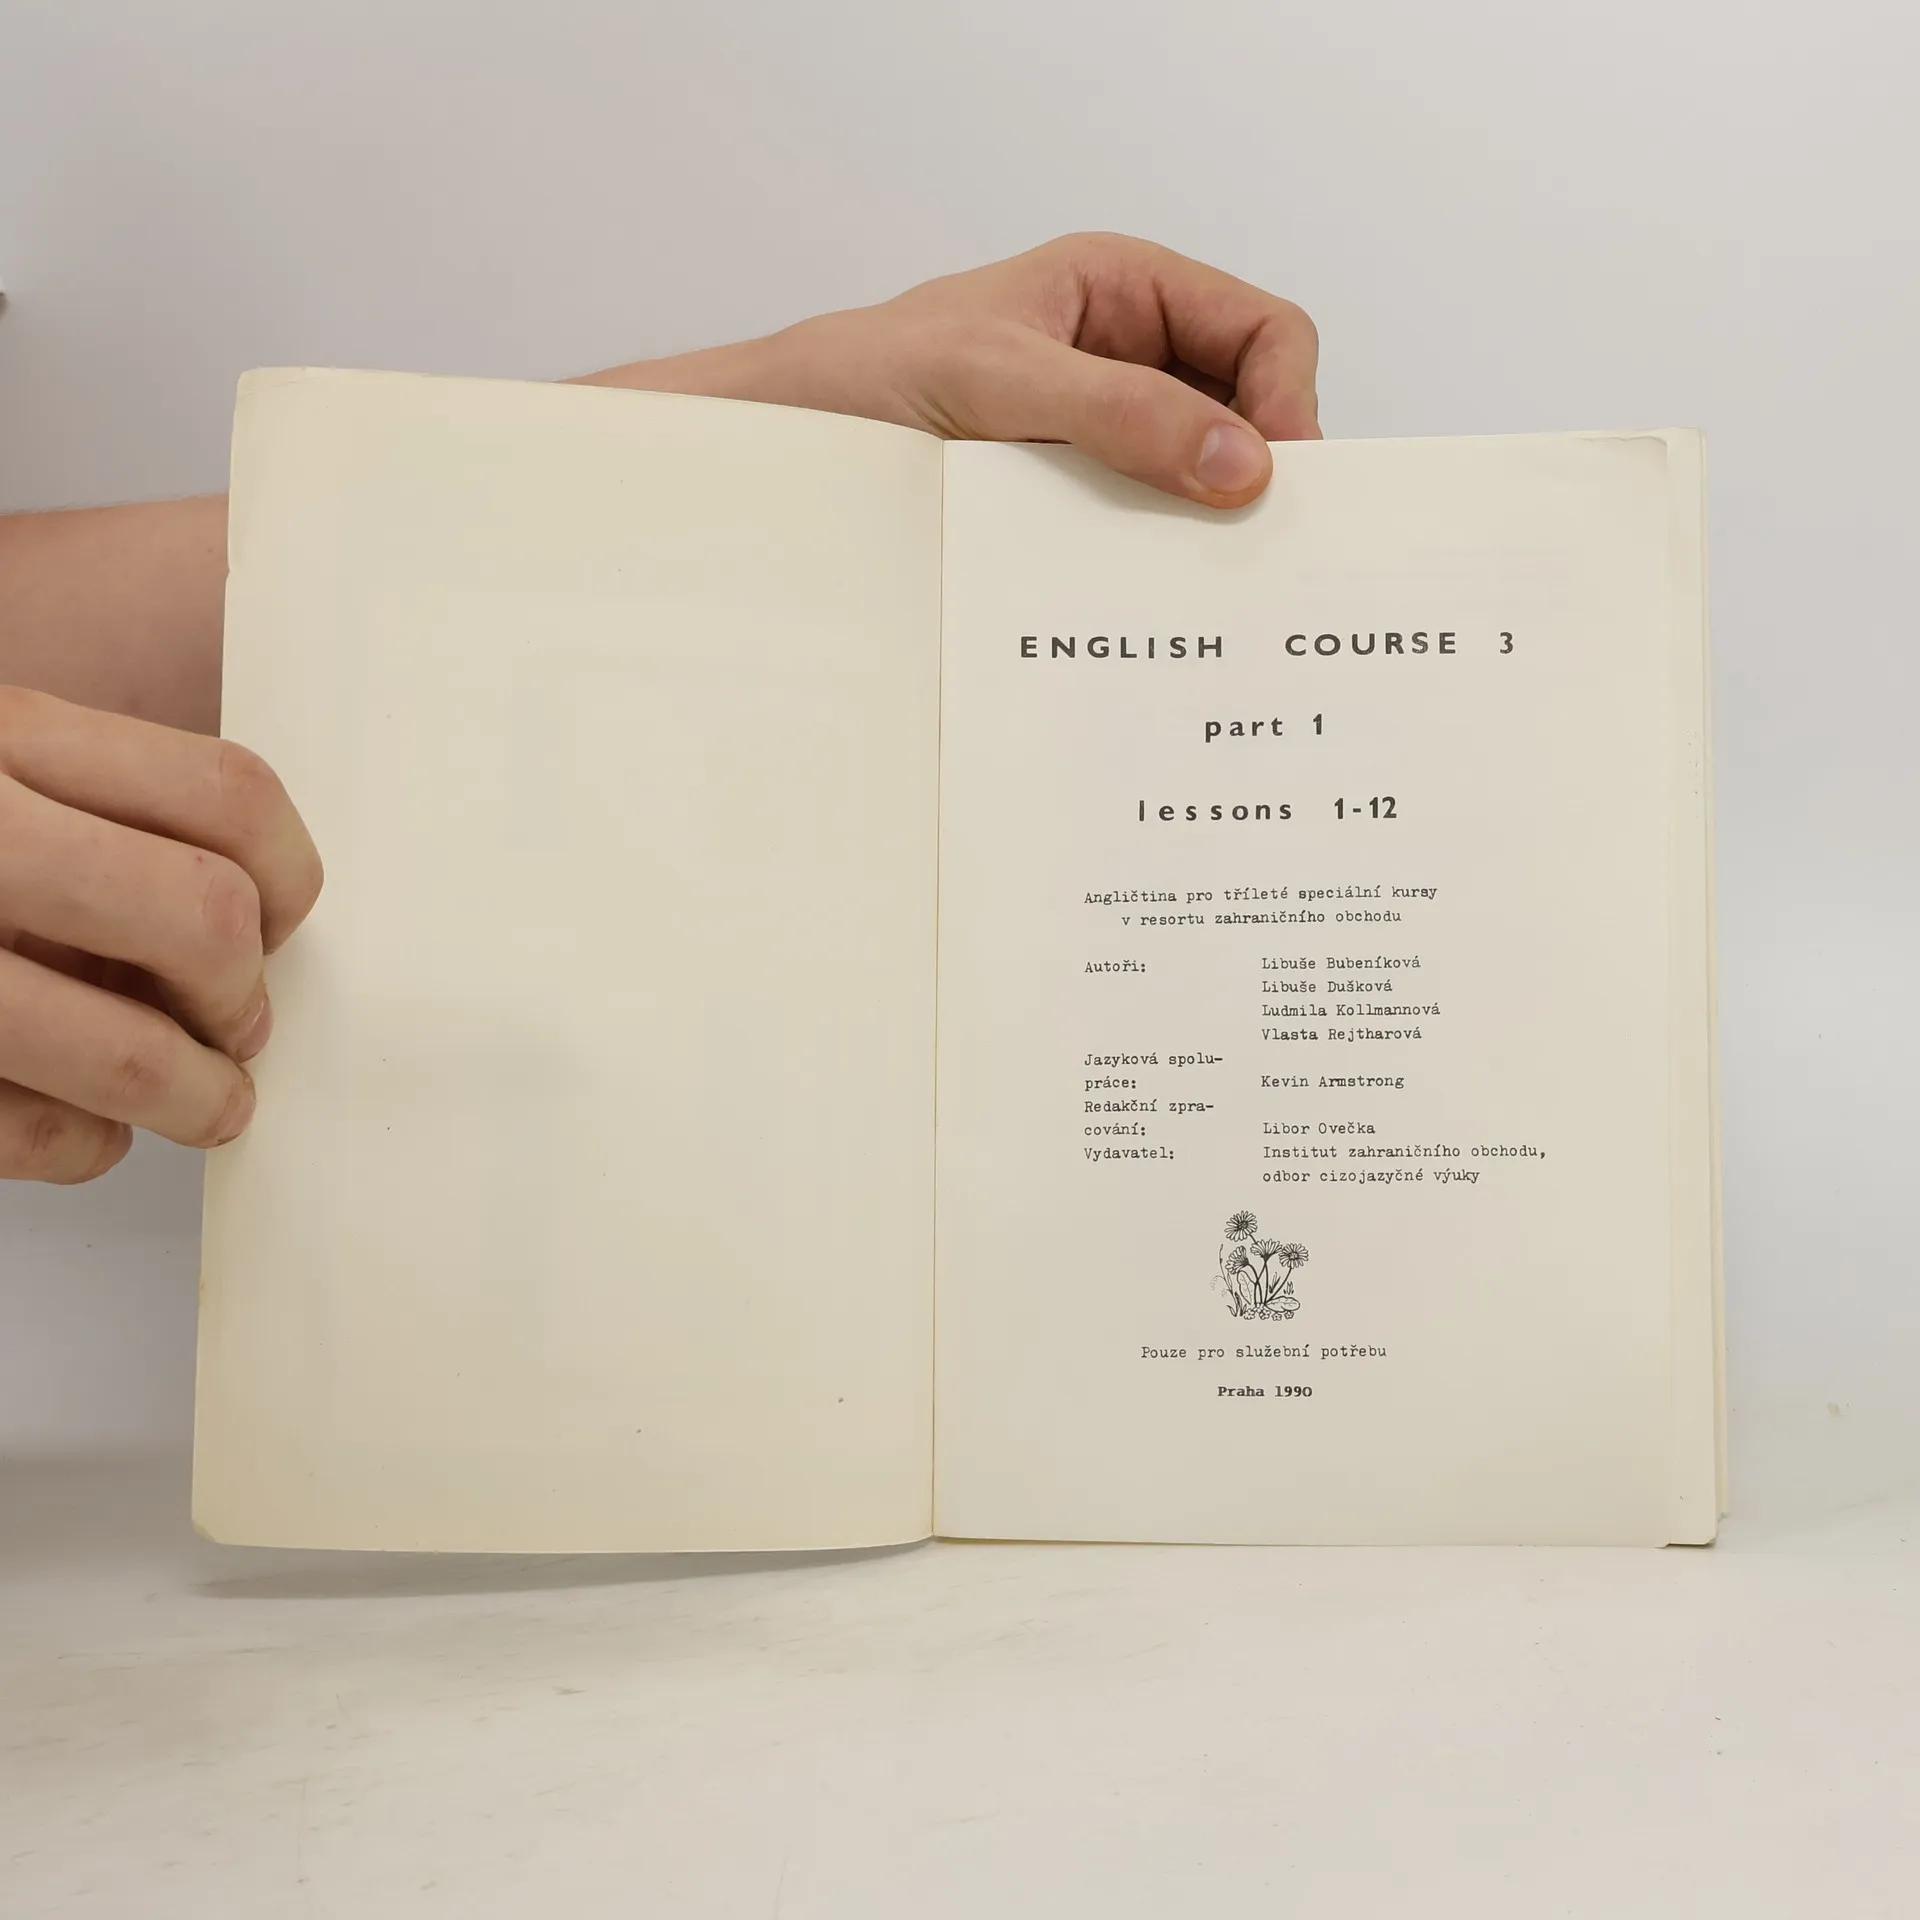 ENGLISH COURSE 3
part 1
lessons 1-12
Angličtina pro tříleté speciální kursy
v resortu zahraničního obchodu
Autoři: Libuše Bubeníková
Libuše Dušková
Ludmila Kollmannová
Vlasta Rejtharová
Jazyková spolu-
práce: Kevin Armstrong
Redakční zpra-
cování: Libor Ovečka
Vydavatel: Institut zahraničního obchodu,
odbor cizojazyčné výuky
Pouze pro služební potřebu
Praha 1990